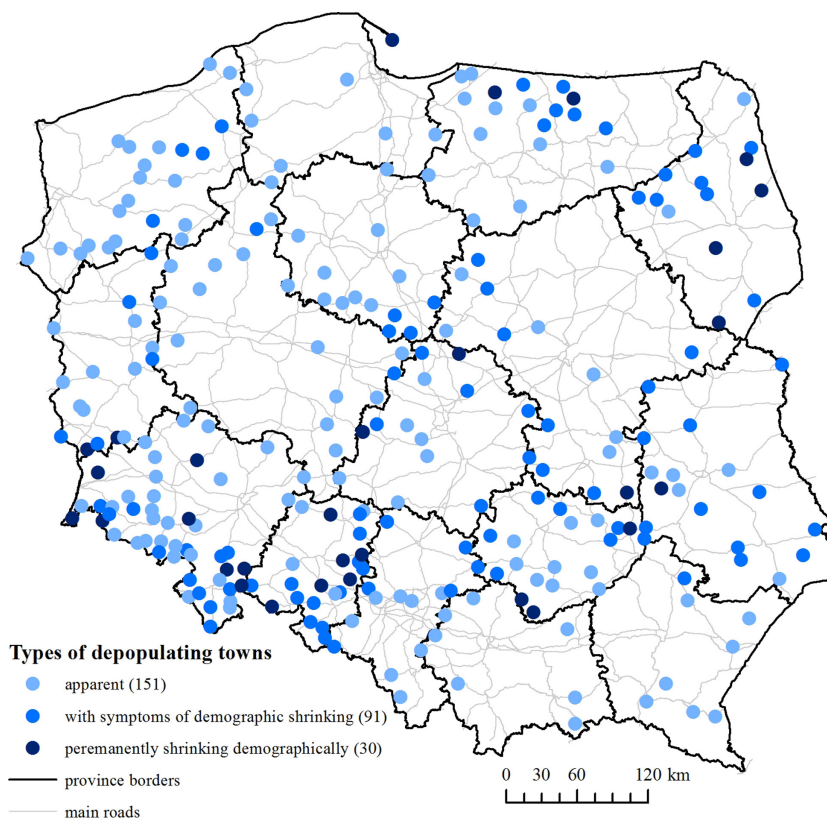 Types of depopulating towns
apparent (151)
with symptoms of demographic shrinking (91)
peremanently shrinking demographically (30)
province borders
main roads
0 30 60 120 km